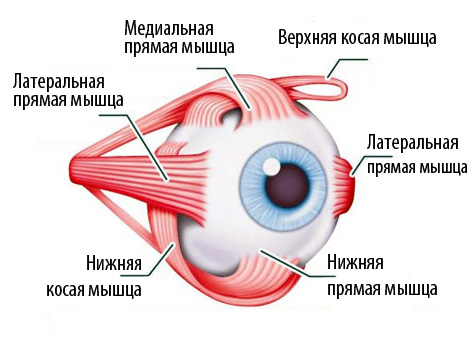 Медиальная
прямая мышца
Верхняя косая мышца
Латеральная
прямая мышца
Латеральная
прямая мышца
Нижняя
косая мышца
Нижняя
прямая мышца